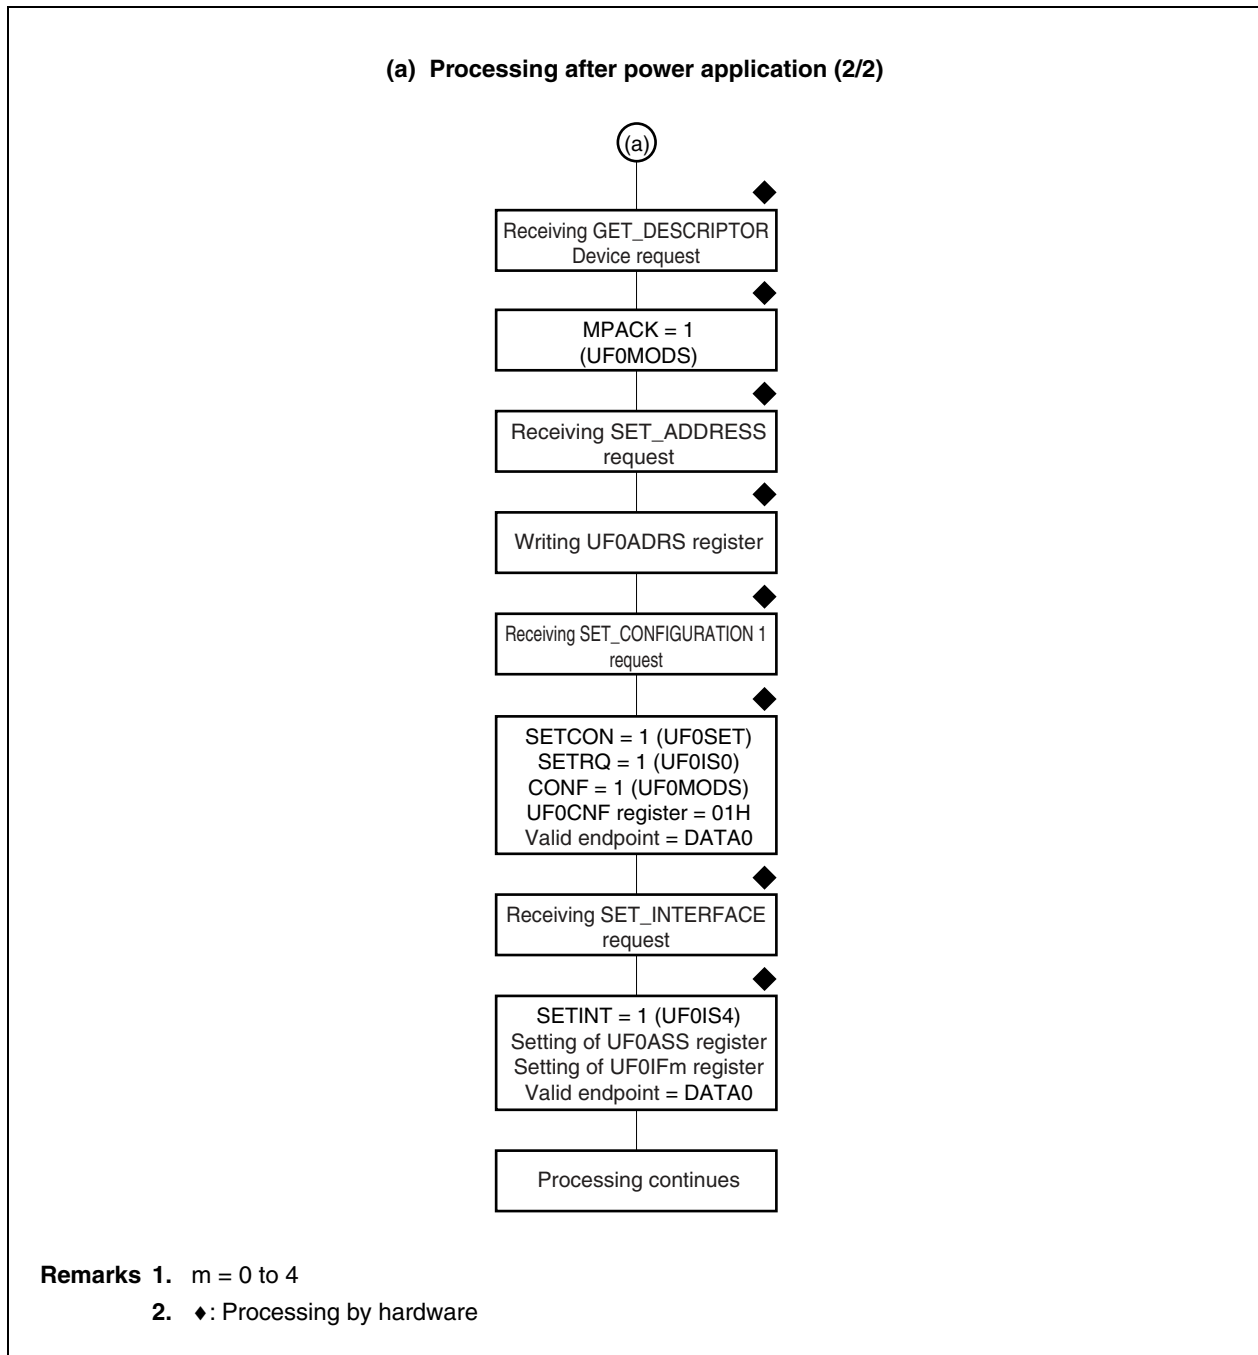 (a) Processing after power application (2/2)
(a)
Receiving GET_DESCRIPTOR
Device request
MPACK = 1
(UF0MODS)
Receiving SET_ADDRESS
request
Writing UF0ADRS register
Receiving SET_CONFIGURATION 1
request
SETCON = 1 (UF0SET)
SETRQ = 1 (UF0IS0)
CONF = 1 (UF0MODS)
UF0CNF register = 01H
Valid endpoint = DATA0
Receiving SET_INTERFACE
request
SETINT = 1 (UF0IS4)
Setting of UF0ASS register
Setting of UF0IFm register
Valid endpoint = DATA0
Processing continues
Remarks 1. m = 0 to 4
2. ♦: Processing by hardware